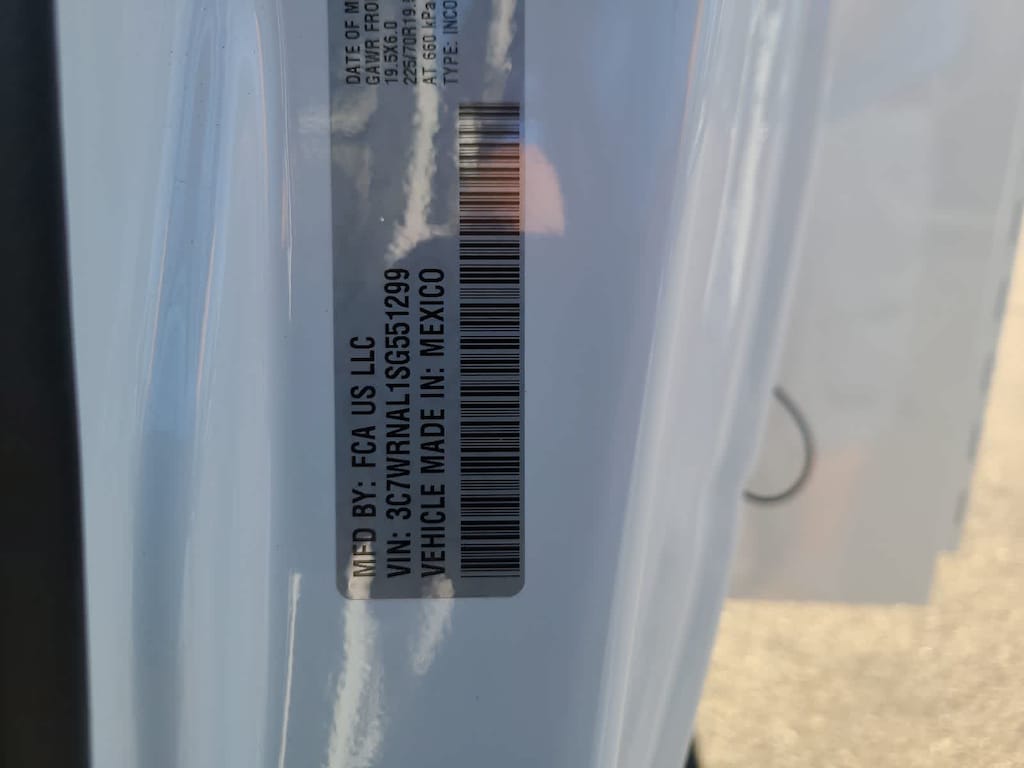 MFD BY: FCA US LLC
VIN: 3C7WRNAL1SG551299
VEHICLE MADE IN: MEXICO
DATE OF M
GAWR FRO
19.5X6.0
225/70R19.5
AT 660 kPa
TYPE: INCO